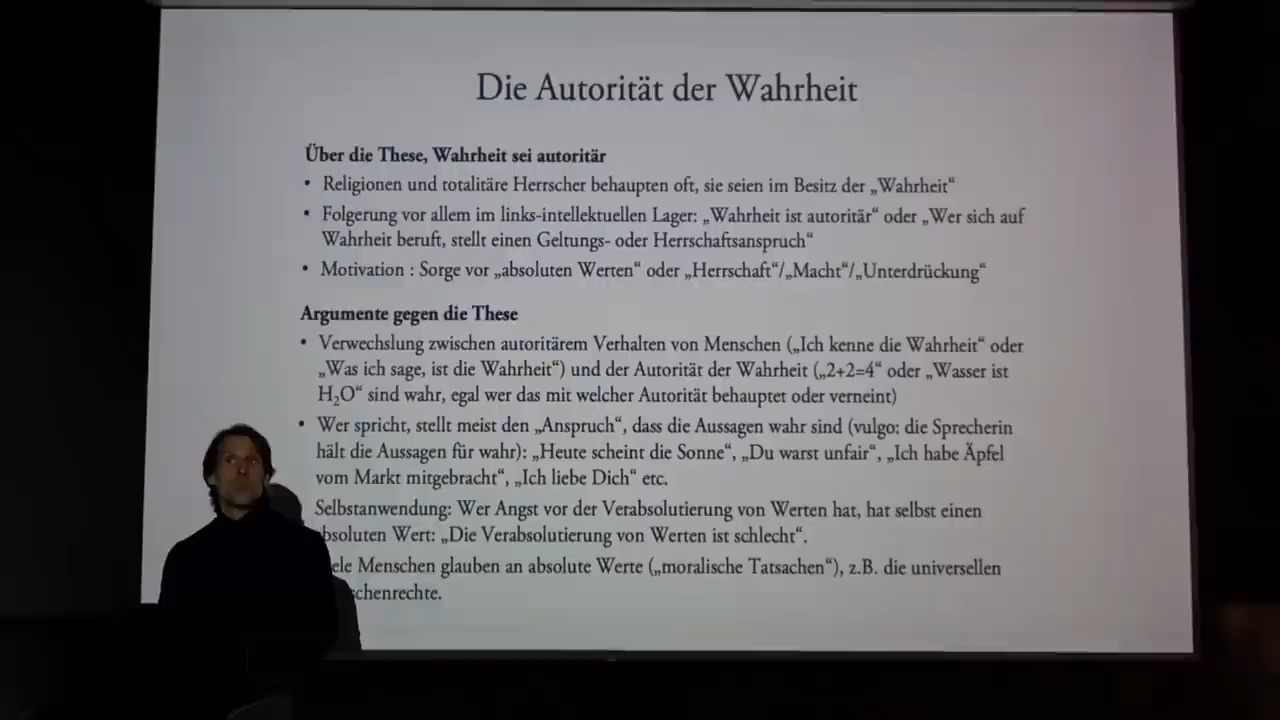 Die Autorität der Wahrheit
Über die These, Wahrheit sei autoritär
• Religionen und totalitäre Herrscher behaupten oft, sie seien im Besitz der „Wahrheit“
• Folgerung vor allem im links-intellektuellen Lager: „Wahrheit ist autoritär“ oder „Wer sich auf
Wahrheit beruft, stellt einen Geltungs- oder Herrschaftsanspruch“
• Motivation : Sorge vor „absoluten Werten“ oder „Herrschaft“/„Macht“/„Unterdrückung“
Argumente gegen die These
• Verwechslung zwischen autoritärem Verhalten von Menschen („Ich kenne die Wahrheit“ oder
„Was ich sage, ist die Wahrheit“) und der Autorität der Wahrheit („2+2=4“ oder „Wasser ist
H₂O“ sind wahr, egal wer das mit welcher Autorität behauptet oder verneint)
• Wer spricht, stellt meist den „Anspruch“, dass die Aussagen wahr sind (vulgo: die Sprecherin
hält die Aussagen für wahr): „Heute scheint die Sonne“, „Du warst unfair“, „Ich habe Äpfel
vom Markt mitgebracht“, „Ich liebe Dich“ etc.
Selbstanwendung: Wer Angst vor der Verabsolutierung von Werten hat, hat selbst einen
bsoluten Wert: „Die Verabsolutierung von Werten ist schlecht“.
ele Menschen glauben an absolute Werte („moralische Tatsachen“), z.B. die universellen
schenrechte.